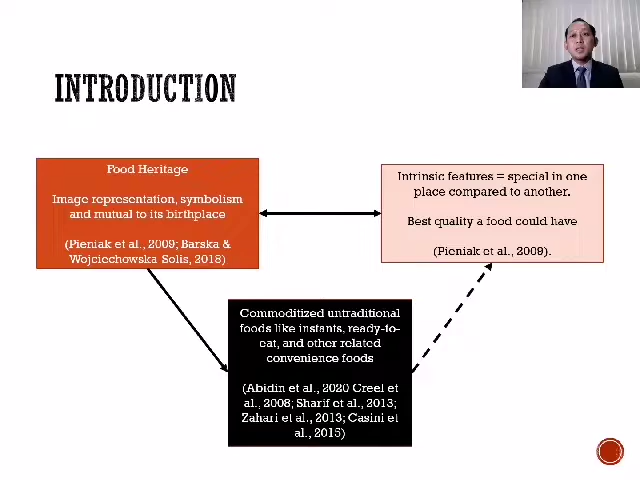 INTRODUCTION
Food Heritage
Image representation, symbolism
and mutual to its birthplace
(Pieniak et al., 2009; Barska &
Wojciechowska Solis, 2018)
Intrinsic features = special in one
place compared to another.
Best quality a food could have
(Pieniak et al., 2009).
Commoditized untraditional
foods like instants, ready-to-
eat, and other related
convenience foods
(Abidin et al., 2020 Creel et
al., 2008; Sharif et al., 2013;
Zahari et al., 2013; Casini et
al., 2015)